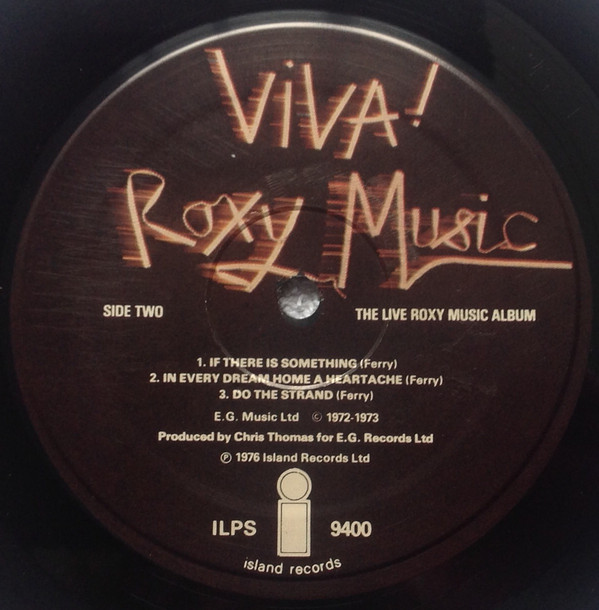 ViVA!
Roxy Music
SIDE TWO
THE LIVE ROXY MUSIC ALBUM
1. IF THERE IS SOMETHING (Ferry)
2. IN EVERY DREAM HOME A HEARTACHE (Ferry)
3. DO THE STRAND (Ferry)
E.G. Music Ltd © 1972-1973
Produced by Chris Thomas for E.G. Records Ltd
℗ 1976 Island Records Ltd
ILPS i 9400
island records